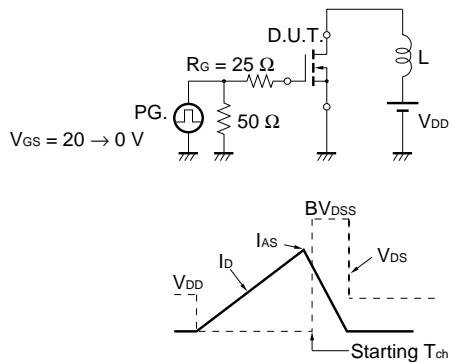 D.U.T.
RG = 25 Ω
L
PG.
50 Ω
VDD
VGS = 20 → 0 V
BVDSS
IAS
ID
VDS
VDD
Starting Tch